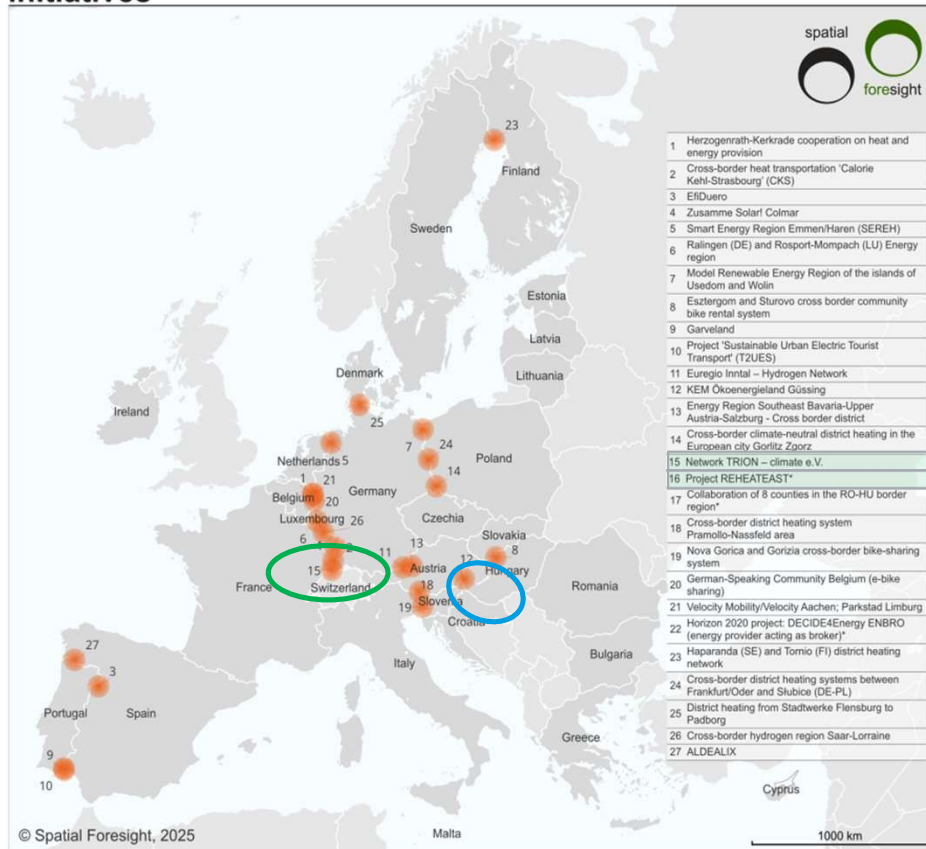 spatial
foresight
23
Finland
Sweden
Estonia
Latvia
Lithuania
Denmark
Ireland
25
7
24
Netherlands
5
14
Poland
1
21
Belgium
20
Germany
Luxembourg
26
Czechia
6
2
11
13
Slovakia
12
8
15
Austria
Hungary
France
Switzerland
18
Slovenia
Romania
19
Croatia
27
Italy
Bulgaria
3
Portugal
Spain
9
10
Greece
Cyprus
Malta
© Spatial Foresight, 2025
1000 km
1 Herzogenrath-Kerkrade cooperation on heat and
energy provision
2 Cross-border heat transportation 'Calorie
Kehl-Strasbourg' (CKS)
3 EfiDuero
4 Zusamme Solar! Colmar
5 Smart Energy Region Emmen/Haren (SEREH)
6 Ralingen (DE) and Rosport-Mompach (LU) Energy
region
7 Model Renewable Energy Region of the islands of
Usedom and Wolin
8 Esztergom and Sturovo cross border community
bike rental system
9 Garveland
10 Project 'Sustainable Urban Electric Tourist
Transport' (T2UES)
11 Euregio Inntal – Hydrogen Network
12 KEM Ökoenergieland Güssing
13 Energy Region Southeast Bavaria-Upper
Austria-Salzburg - Cross border district
14 Cross-border climate-neutral district heating in the
European city Gorlitz Zgorz
15 Network TRION – climate e.V.
16 Project REHEATEAST*
17 Collaboration of 8 counties in the RO-HU border
region*
18 Cross-border district heating system
Pramollo-Nassfeld area
19 Nova Gorica and Gorizia cross-border bike-sharing
system
20 German-Speaking Community Belgium (e-bike
sharing)
21 Velocity Mobility/Velocity Aachen; Parkstad Limburg
22 Horizon 2020 project: DECIDE4Energy ENBRO
(energy provider acting as broker)*
23 Haparanda (SE) and Tornio (FI) district heating
network
24 Cross-border district heating systems between
Frankfurt/Oder and Słubice (DE-PL)
25 District heating from Stadtwerke Flensburg to
Padborg
26 Cross-border hydrogen region Saar-Lorraine
27 ALDEALIX